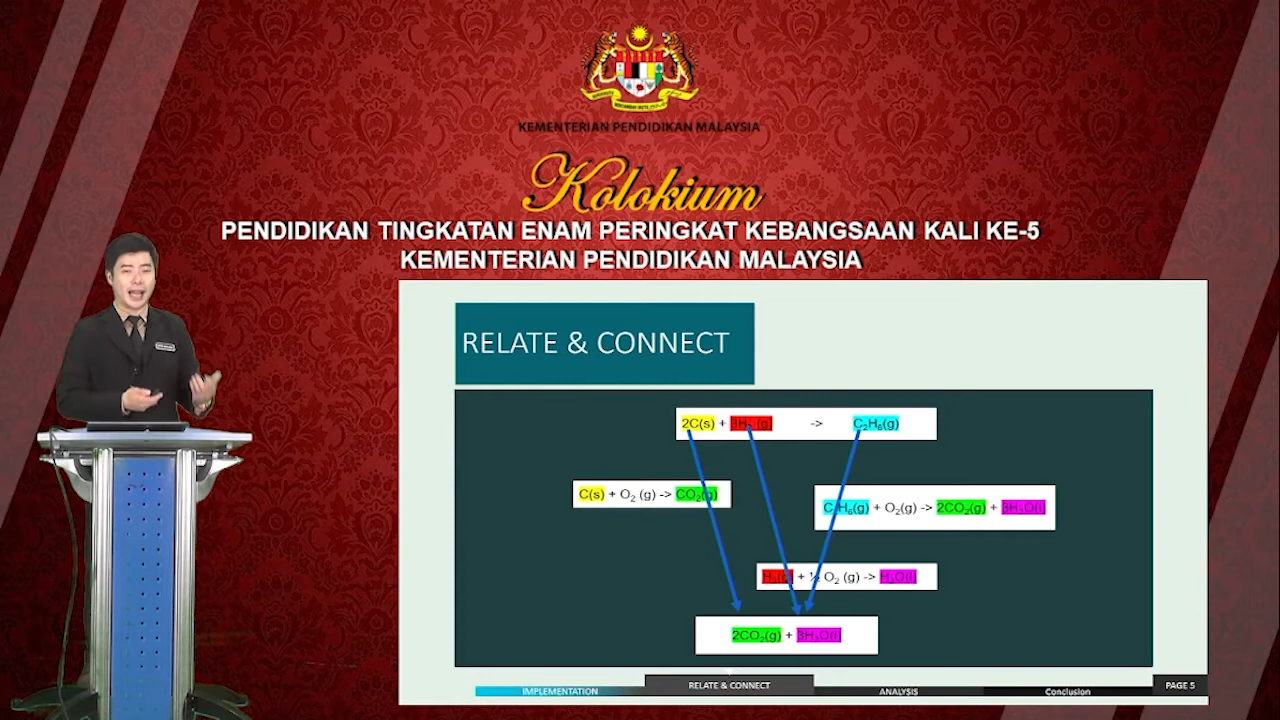 KEMENTERIAN PENDIDIKAN MALAYSIA
Kolokium
PENDIDIKAN TINGKATAN ENAM PERINGKAT KEBANGSAAN KALI KE-5
KEMENTERIAN PENDIDIKAN MALAYSIA
RELATE & CONNECT
2C(s) + 3H₂(g) -> C₂H₆(g)
C(s) + O₂ (g) -> CO₂(g)
C₂H₆(g) + O₂(g) -> 2CO₂(g) + 3H₂O(l)
H₂(g) + ½ O₂ (g) -> H₂O(l)
2CO₂(g) + 3H₂O(l)
IMPLEMENTATION RELATE & CONNECT ANALYSIS Conclusion PAGE 5